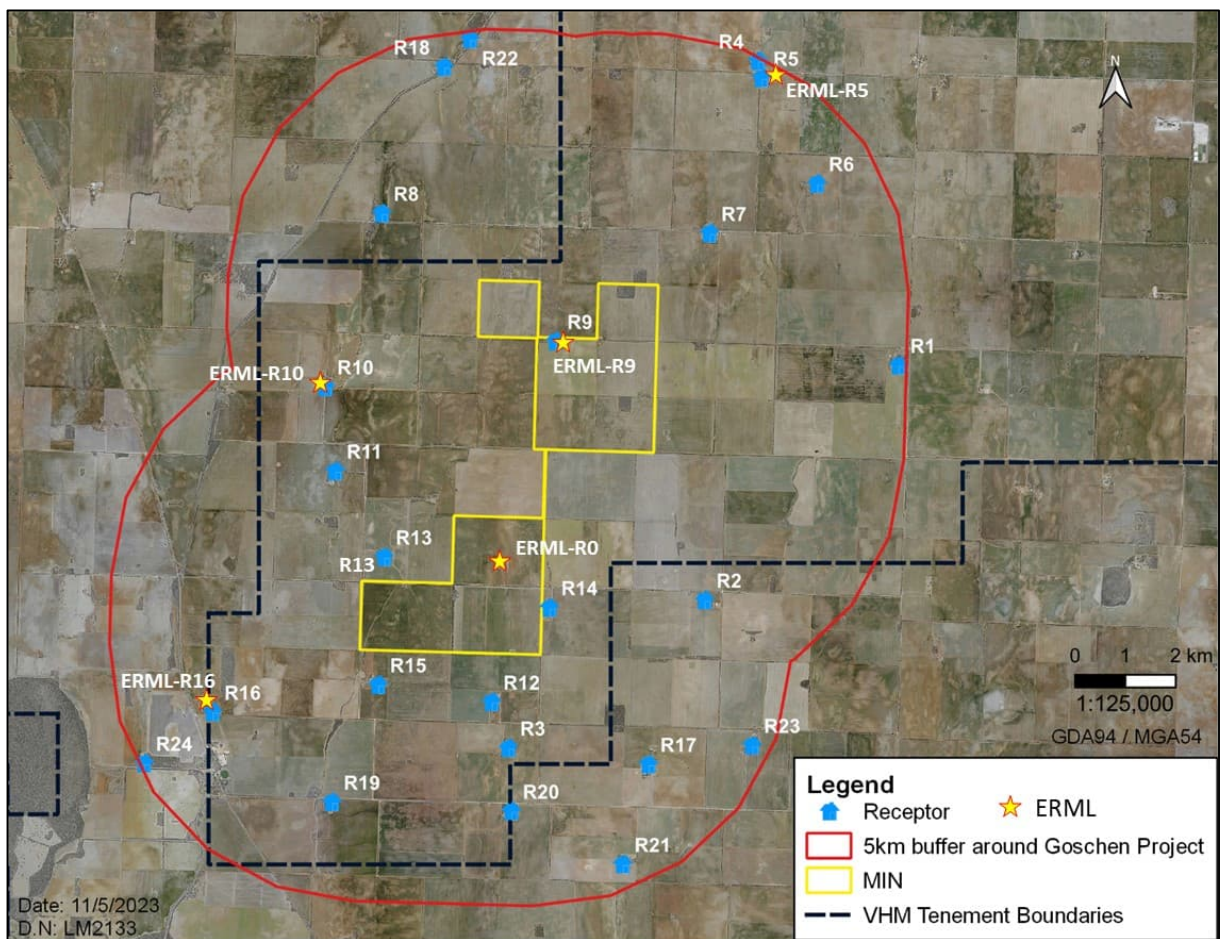 R18
R22
R4
R5
ERML-R5
N
R6
R8
R7
R9
ERML-R9
R1
ERML-R10
R10
R11
ERML-R0
R13
R13
R14
R2
0 1 2 km
1:125,000
GDA94 / MGA54
R15
R12
ERML-R16
R16
R3
R24
R17
R23
R19
R20
R21
Legend
Receptor ERML
5km buffer around Goschen Project
MIN
VHM Tenement Boundaries
Date: 11/5/2023
D.N: LM2133